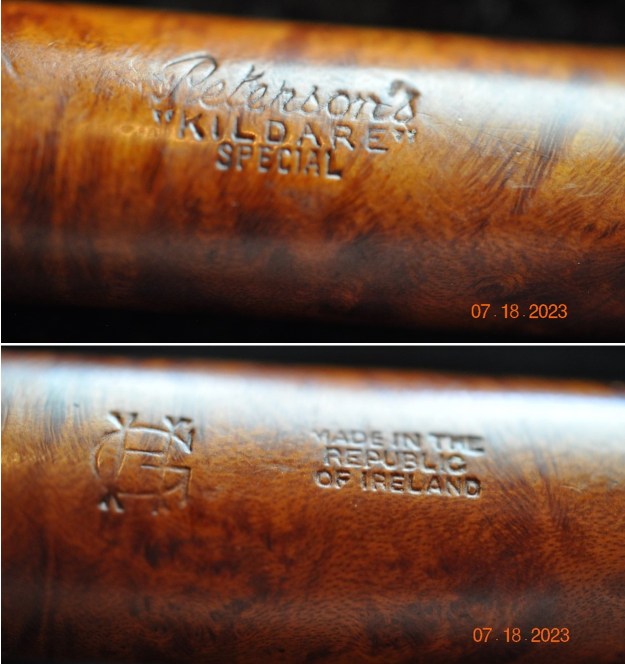 Peterson's
"KILDARE"
SPECIAL
07.18.2023
MADE IN THE
REPUBLIC
OF IRELAND
07.18.2023